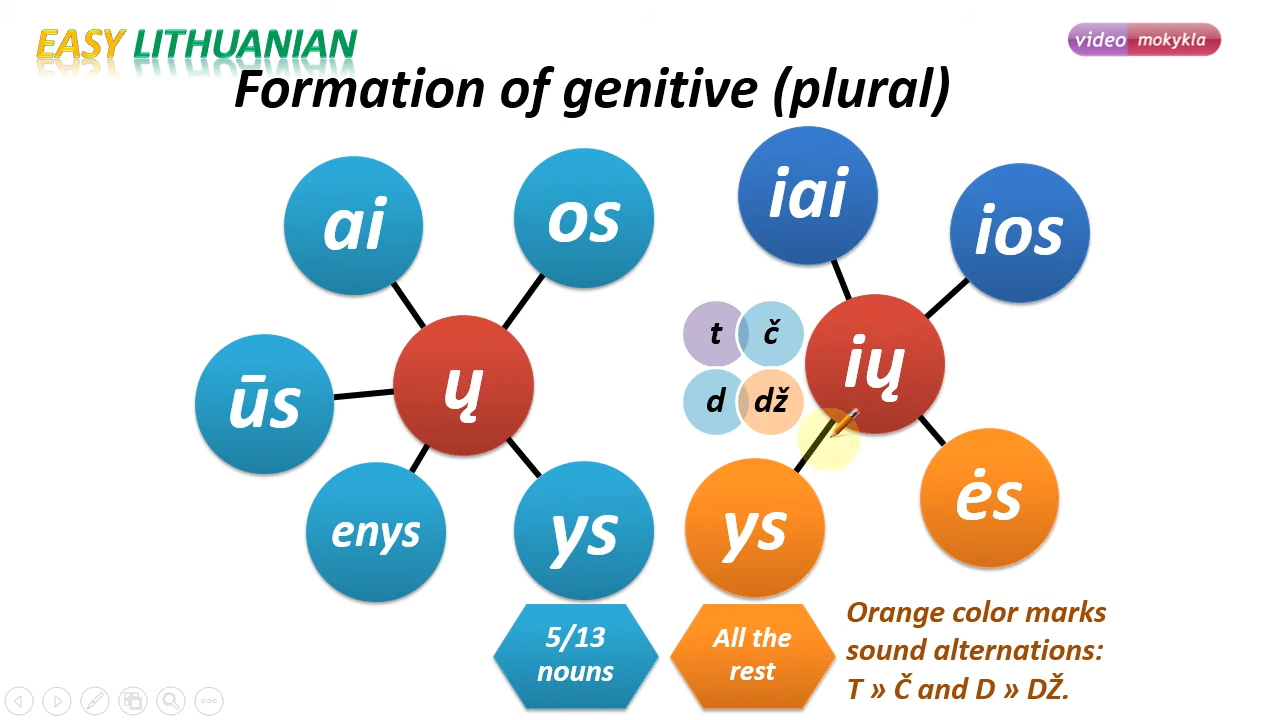 EASY LITHUANIAN
video mokykla
Formation of genitive (plural)
ai
os
ūs
ų
enys
ys
iai
ios
t
č
d
dž
ių
ys
ės
5/13
nouns
All the
rest
Orange color marks
sound alternations:
T » Č and D » DŽ.